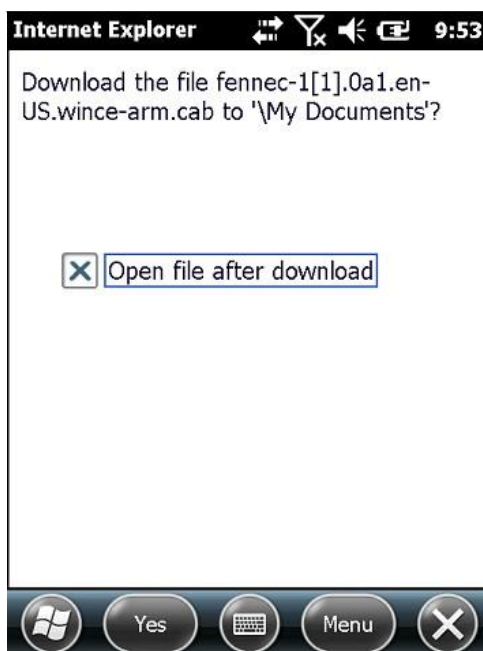 Internet Explorer 9:53
Download the file fennec-1[1].0a1.en-
US.wince-arm.cab to '\My Documents'?
Open file after download
Yes Menu